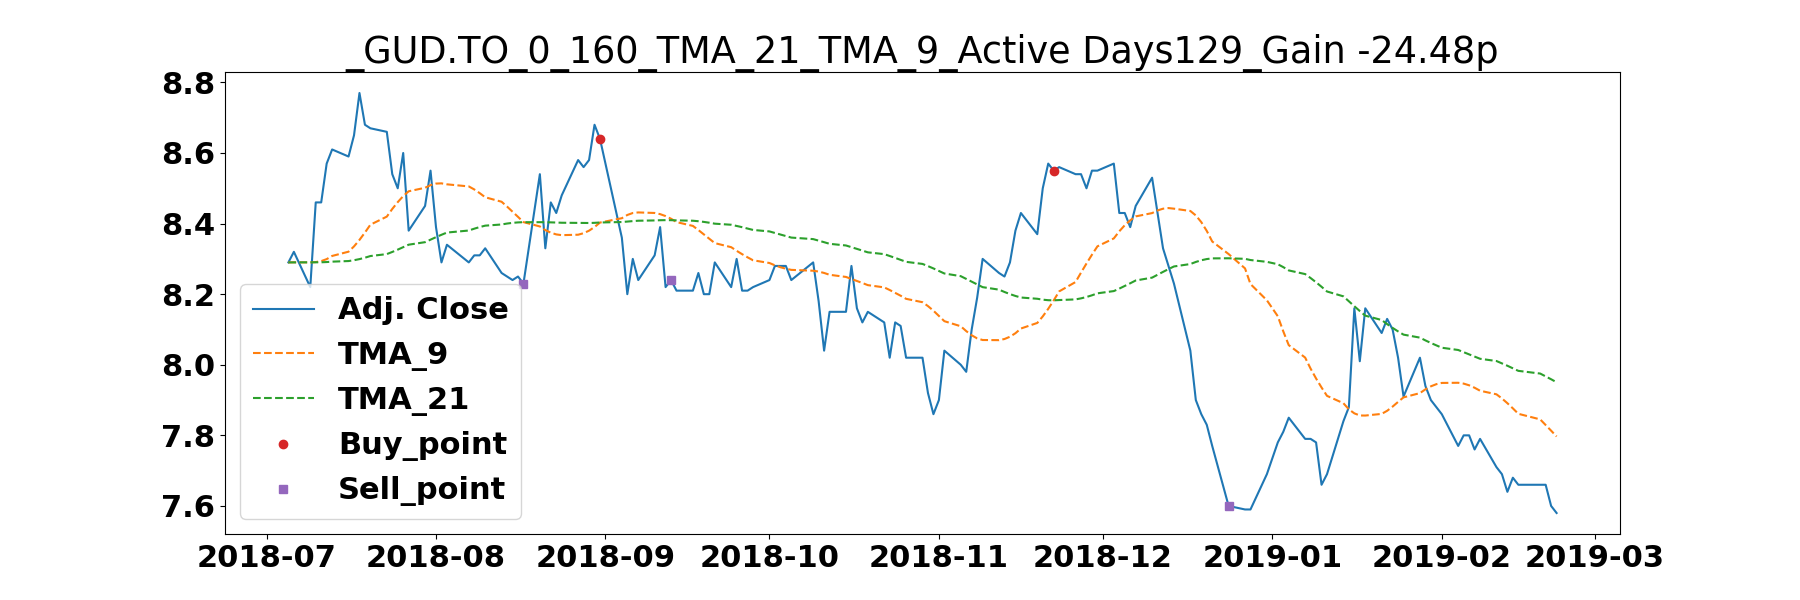 _GUD.TO_0_160_TMA_21_TMA_9_Active Days129_Gain -24.48p
8.8
8.6
8.4
8.2
8.0
7.8
7.6
Adj. Close
TMA_9
TMA_21
Buy_point
Sell_point
2018-07 2018-08 2018-09 2018-10 2018-11 2018-12 2019-01 2019-02 2019-03